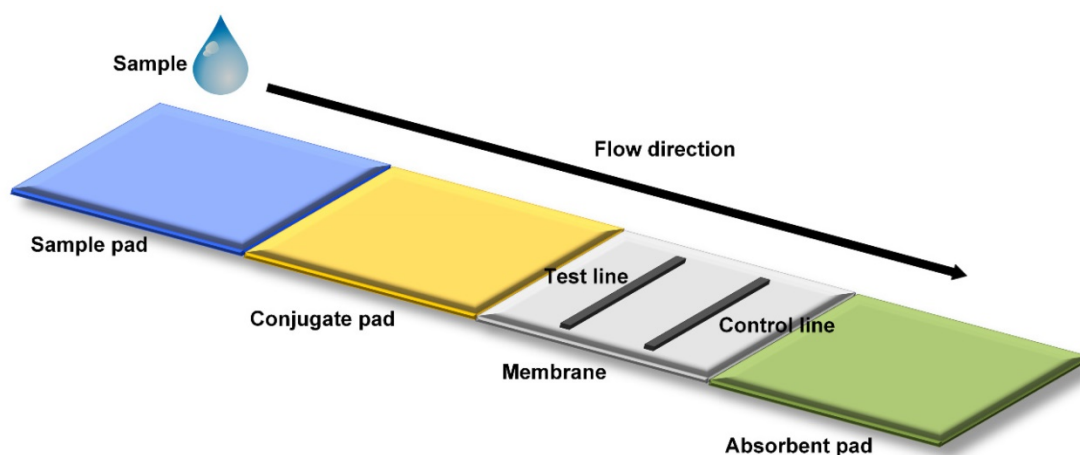 Sample
Flow direction
Sample pad
Test line
Conjugate pad
Control line
Membrane
Absorbent pad